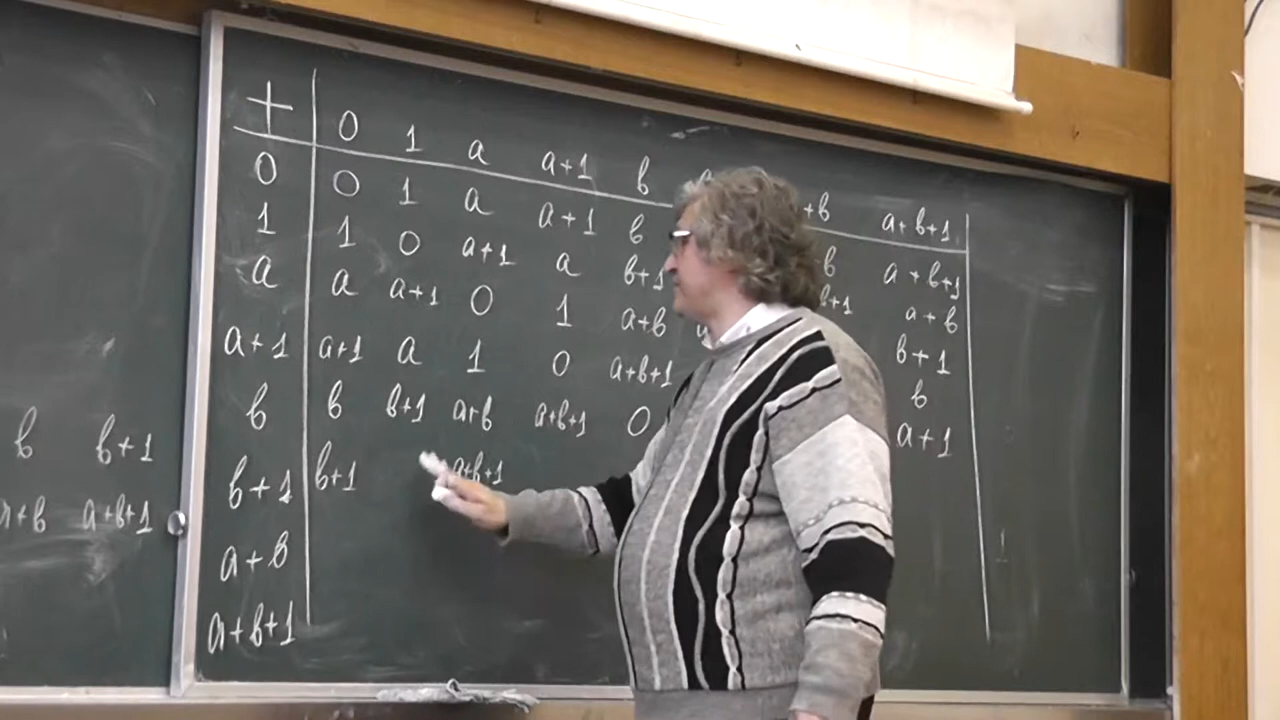 + 0 1 a a+1 в +в a+в+1
0 0 1 a a+1 в в a+в+1
1 1 0 a+1 a в+1 в+1 a+в
a a a+1 0 1 a+в в+1
a+1 a+1 a 1 0 a+в+1 в
в в в+1 a+в a+в+1 0 a+1
в+1 в+1 a+в+1
a+в
a+в+1
в в+1
+в a+в+1